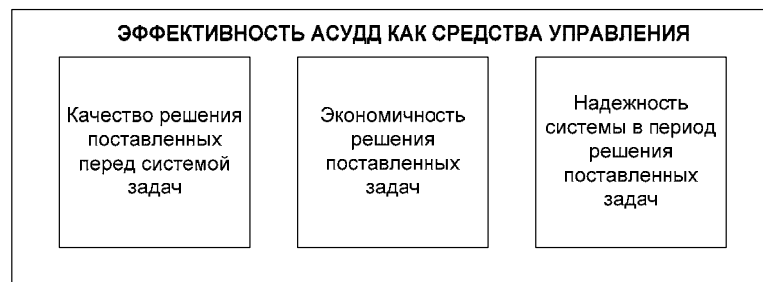 ЭФФЕКТИВНОСТЬ АСУДД КАК СРЕДСТВА УПРАВЛЕНИЯ
Качество решения
поставленных
перед системой
задач
Экономичность
решения
поставленных
задач
Надежность
системы в период
решения
поставленных
задач